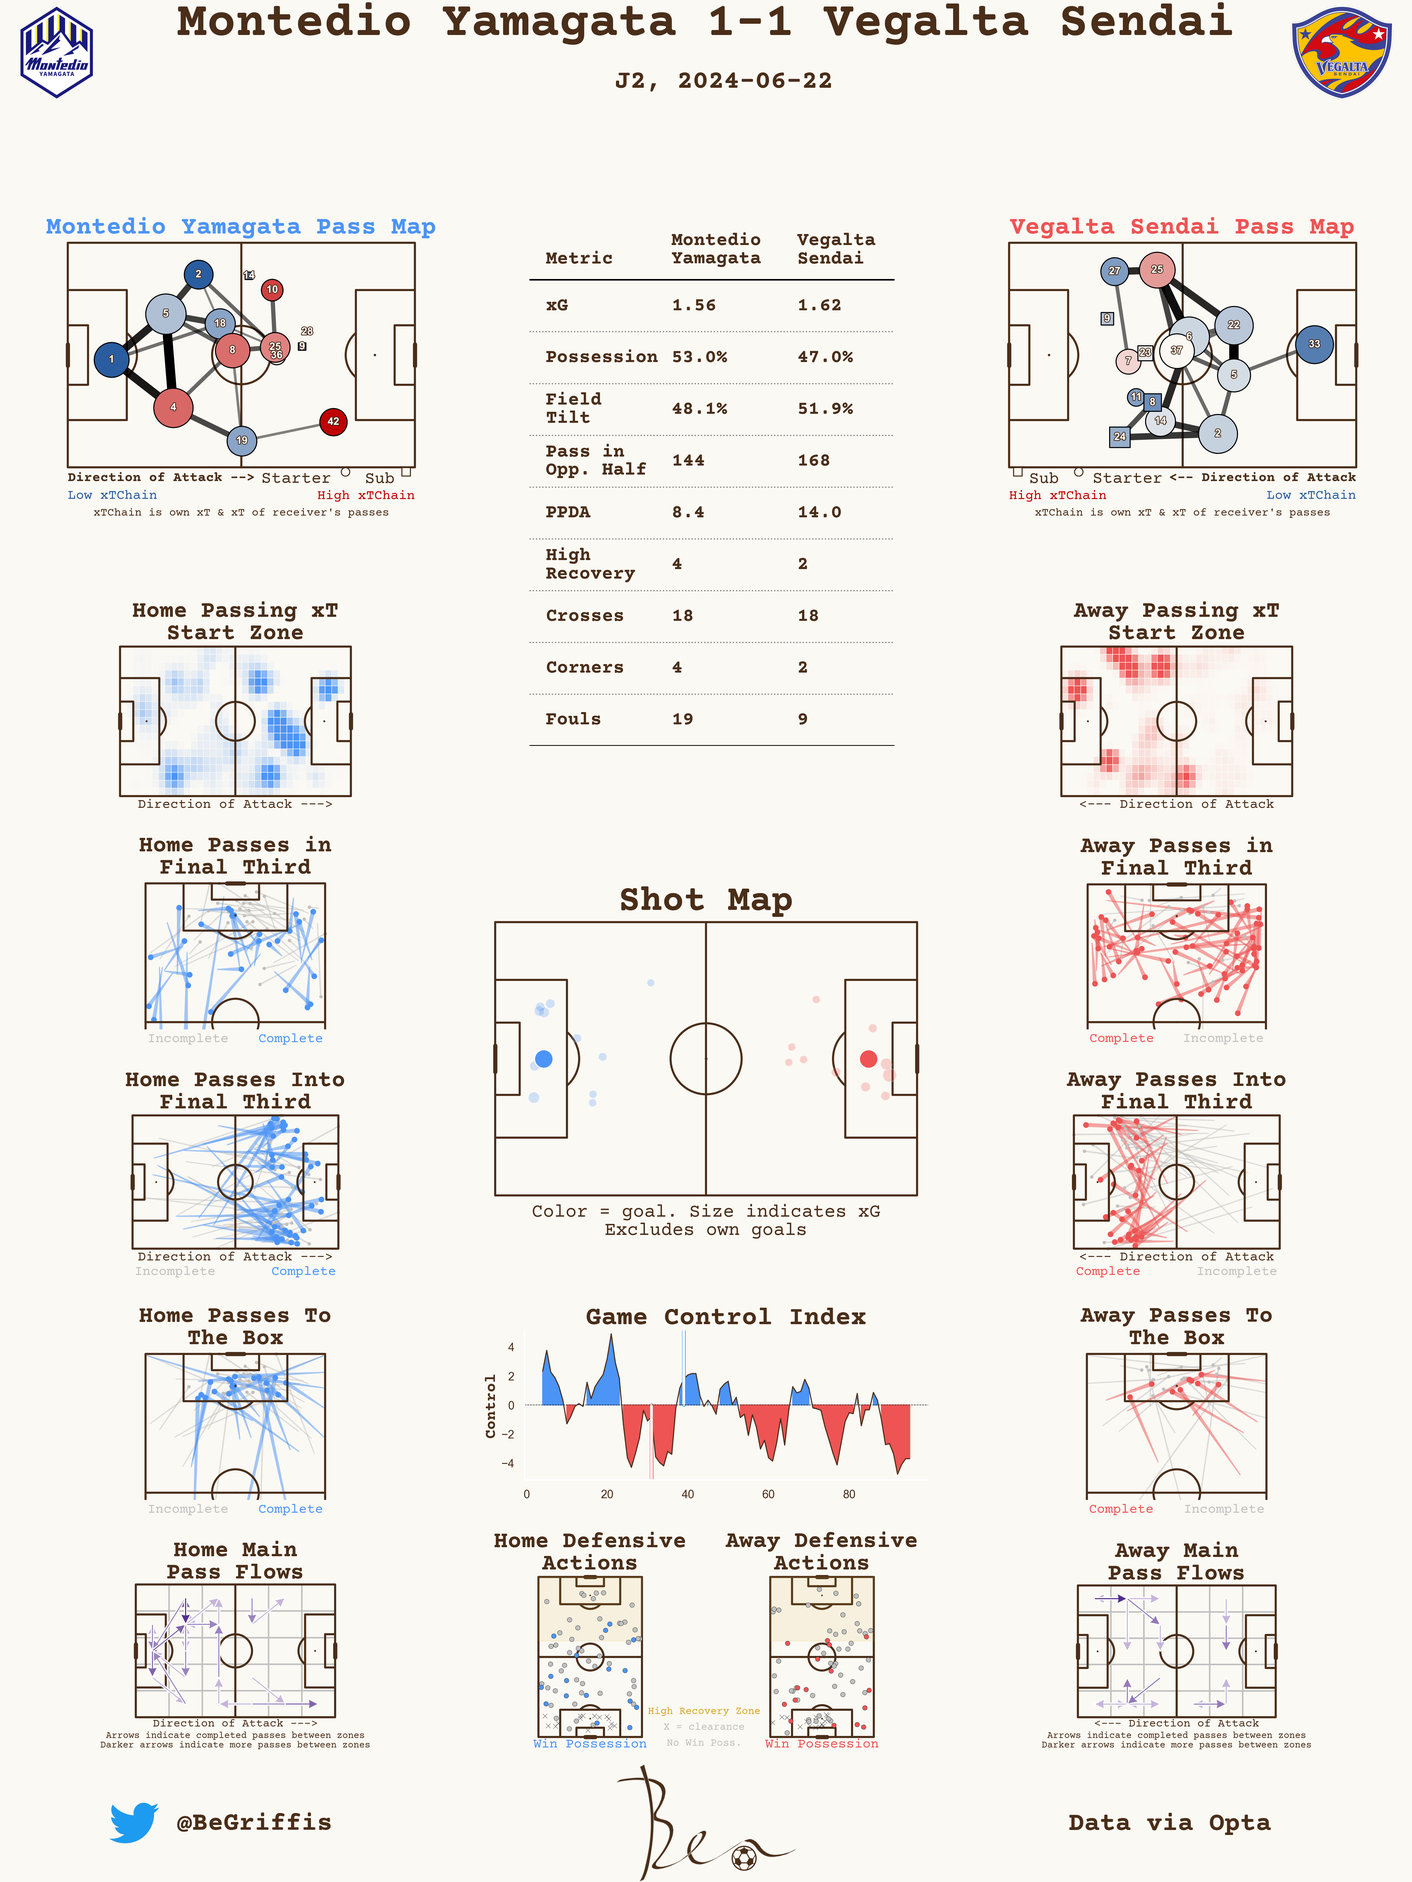 Montedio Yamagata 1-1 Vegalta Sendai
J2, 2024-06-22
Montedio
YAMAGATA
VEGALTA
SENDAI
Montedio Yamagata Pass Map
1
2
5
4
18
8
19
14
10
25
36
28
9
42
Direction of Attack --> Starter Sub
Low xTChain High xTChain
xTChain is own xT & xT of receiver's passes
Metric Montedio Yamagata Vegalta Sendai
xG 1.56 1.62
Possession 53.0% 47.0%
Field Tilt 48.1% 51.9%
Pass in Opp. Half 144 168
PPDA 8.4 14.0
High Recovery 4 2
Crosses 18 18
Corners 4 2
Fouls 19 9
Vegalta Sendai Pass Map
27
25
9
6
22
33
7
23
37
5
11
8
14
24
2
Sub Starter <-- Direction of Attack
High xTChain Low xTChain
xTChain is own xT & xT of receiver's passes
Home Passing xT
Start Zone
Direction of Attack --->
Away Passing xT
Start Zone
<--- Direction of Attack
Home Passes in
Final Third
Incomplete Complete
Away Passes in
Final Third
Complete Incomplete
Shot Map
Color = goal. Size indicates xG
Excludes own goals
Home Passes Into
Final Third
Direction of Attack --->
Incomplete Complete
Away Passes Into
Final Third
<--- Direction of Attack
Complete Incomplete
Home Passes To
The Box
Incomplete Complete
Game Control Index
Control
4
2
0
−2
−4
0 20 40 60 80
Away Passes To
The Box
Complete Incomplete
Home Main
Pass Flows
Direction of Attack --->
Arrows indicate completed passes between zones
Darker arrows indicate more passes between zones
Home Defensive
Actions
Win Possession
High Recovery Zone
X = clearance
No Win Poss.
Away Defensive
Actions
Win Possession
Away Main
Pass Flows
<--- Direction of Attack
Arrows indicate completed passes between zones
Darker arrows indicate more passes between zones
@BeGriffis
Ben
Data via Opta